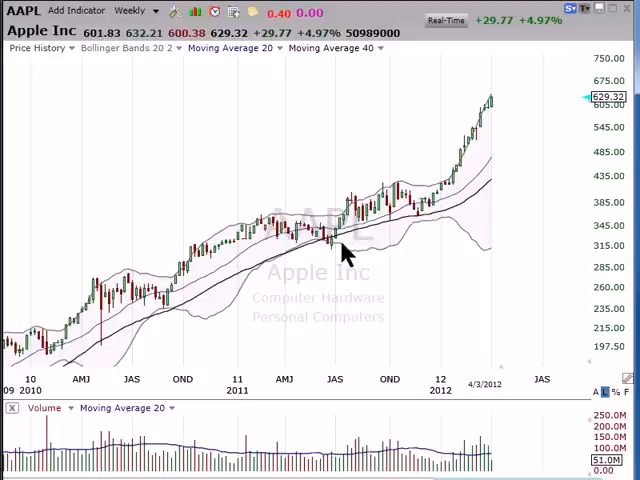 AAPL Add Indicator Weekly 0.40 0.00 S T
Apple Inc 601.83 632.21 600.38 629.32 +29.77 +4.97% 50989000
Real-Time +29.77 +4.97%
Price History Bollinger Bands 20 2 Moving Average 20 Moving Average 40
750.00
675.00
629.32
605.00
545.00
485.00
435.00
385.00
345.00
315.00
285.00
260.00
235.00
215.00
197.50
AAPL
Apple Inc
Computer Hardware
Personal Computers
10 AMJ JAS OND 11 AMJ JAS OND 12 JAS
09 2010 2011 2012 4/3/2012
A L % F
X Volume Moving Average 20
250.0M
200.0M
150.0M
100.0M
51.0M
0.00